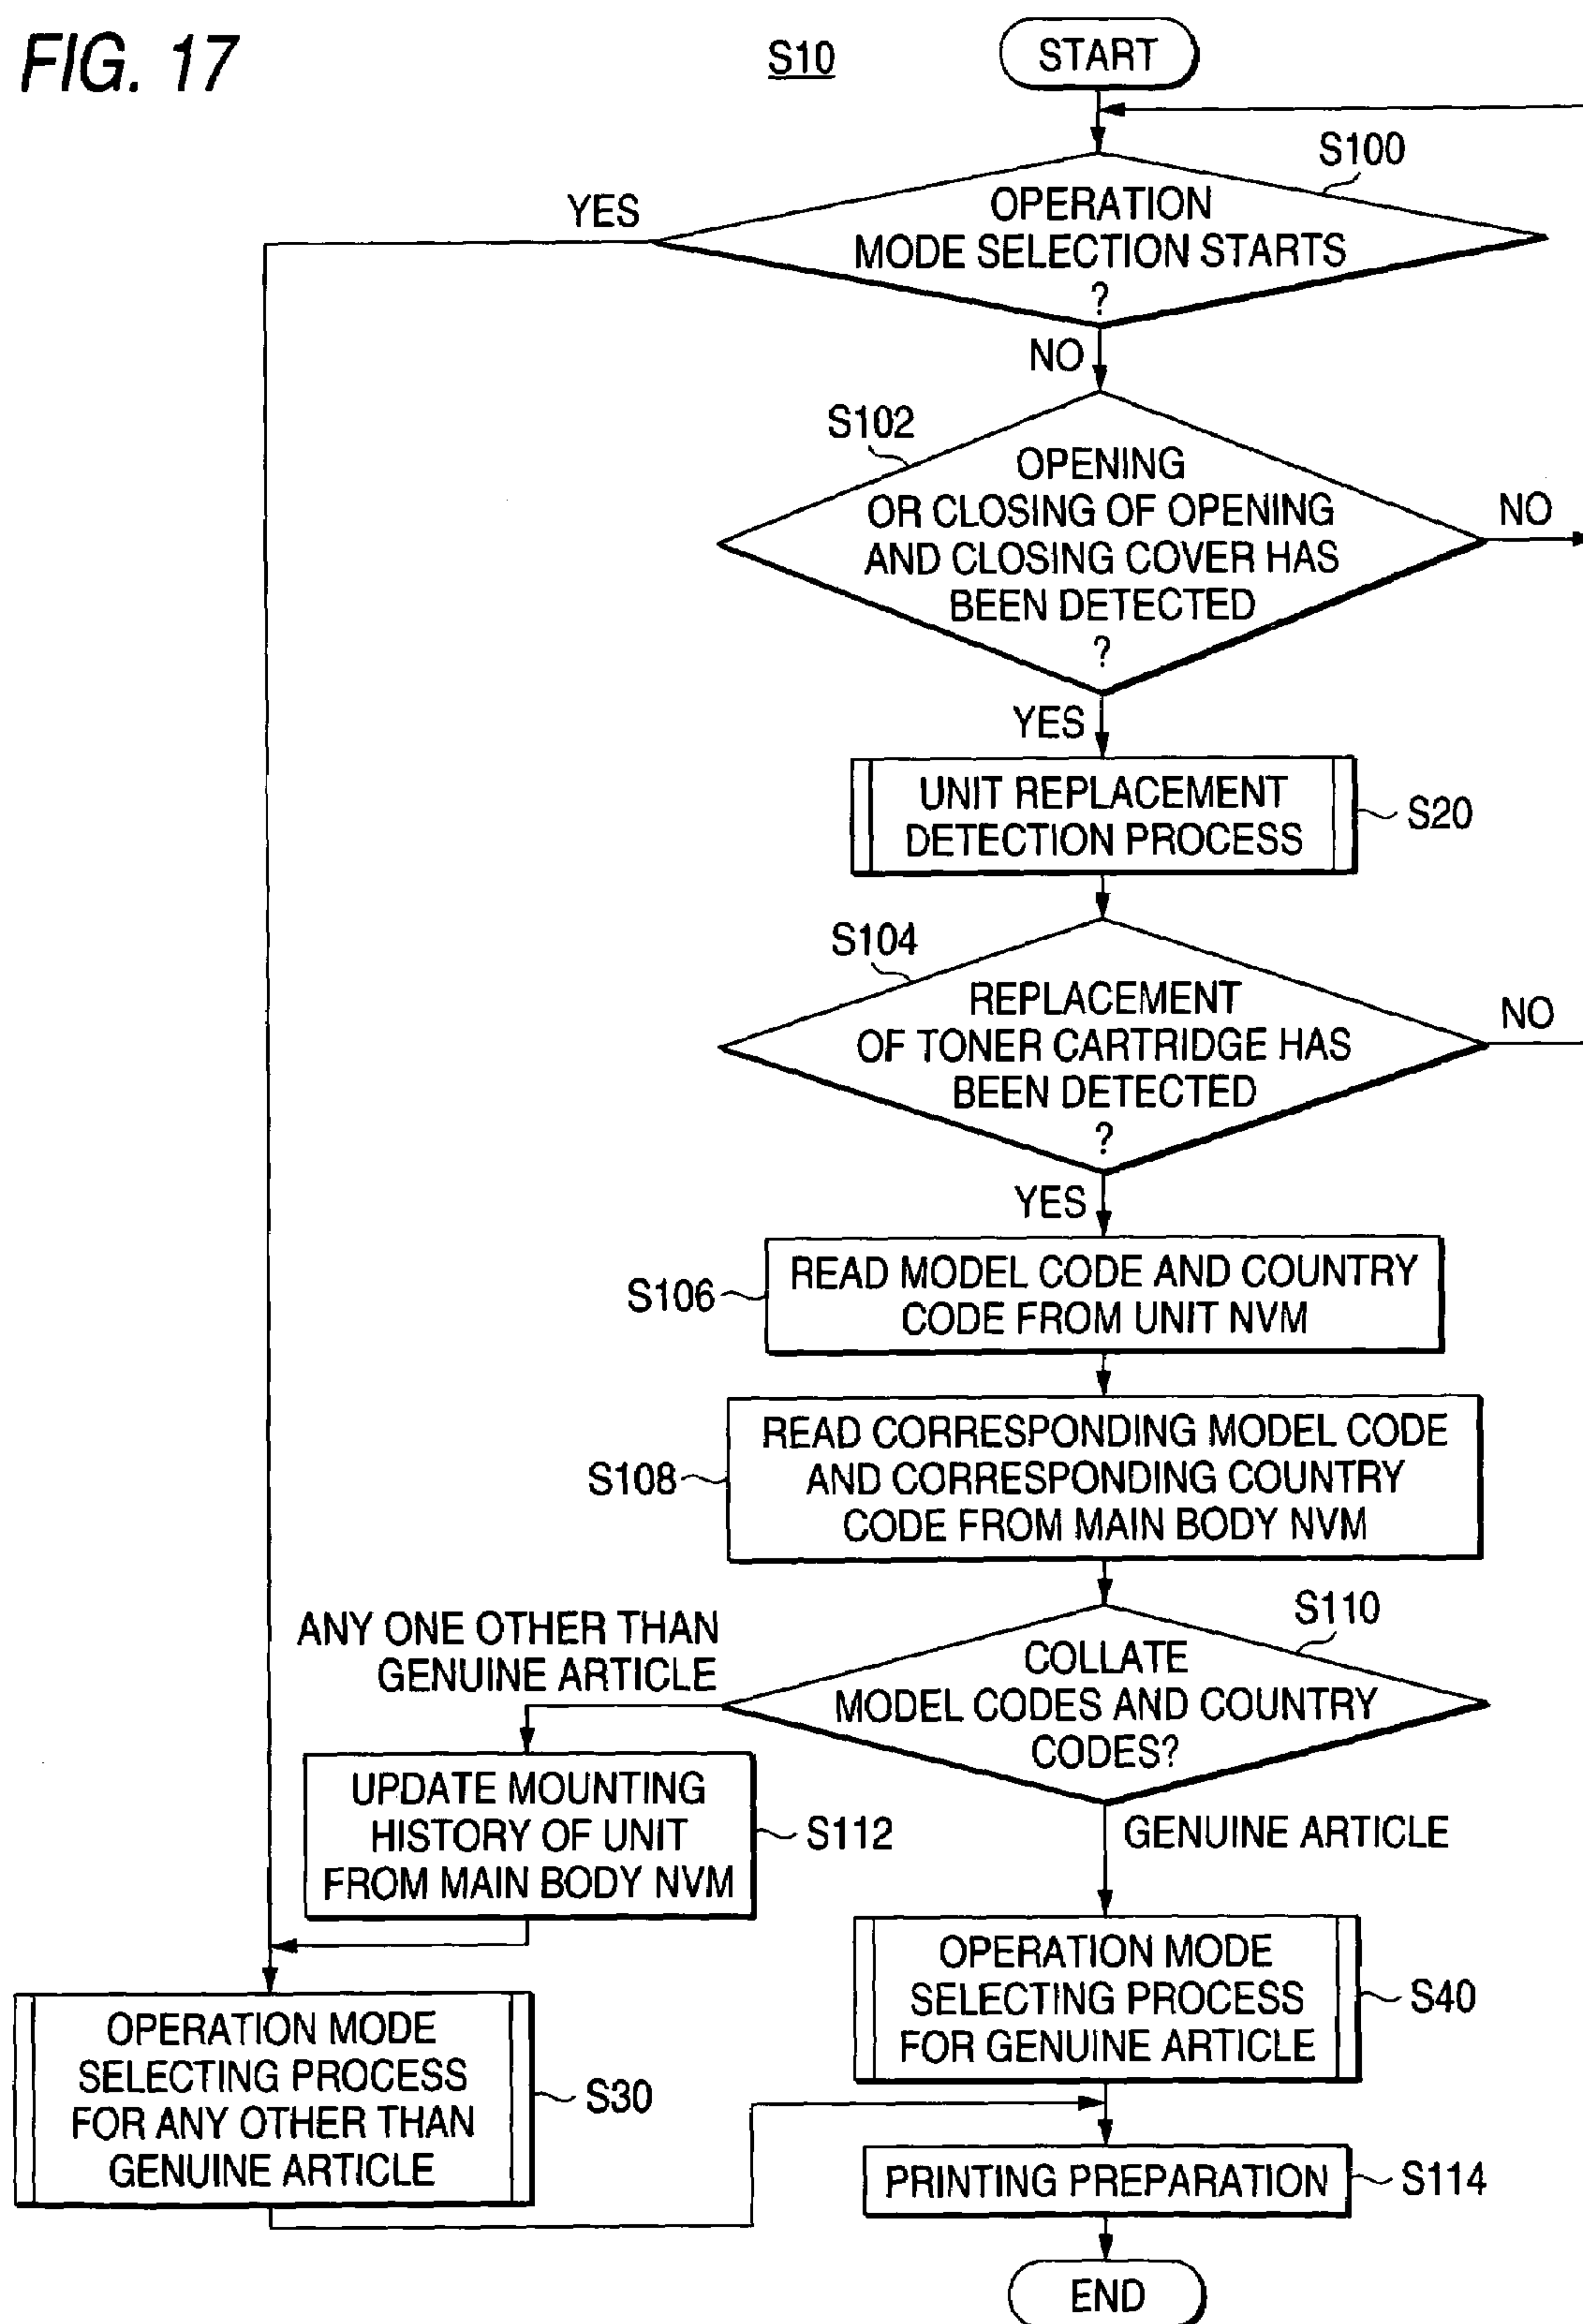 FIG. 17
S10
START
S100
OPERATION
MODE SELECTION STARTS
?
YES
NO
S102
OPENING
OR CLOSING OF OPENING
AND CLOSING COVER HAS
BEEN DETECTED
?
NO
YES
UNIT REPLACEMENT
DETECTION PROCESS
S20
S104
REPLACEMENT
OF TONER CARTRIDGE HAS
BEEN DETECTED
?
NO
YES
S106
READ MODEL CODE AND COUNTRY
CODE FROM UNIT NVM
S108
READ CORRESPONDING MODEL CODE
AND CORRESPONDING COUNTRY
CODE FROM MAIN BODY NVM
S110
COLLATE
MODEL CODES AND COUNTRY
CODES?
ANY ONE OTHER THAN
GENUINE ARTICLE
UPDATE MOUNTING
HISTORY OF UNIT
FROM MAIN BODY NVM
S112
GENUINE ARTICLE
OPERATION MODE
SELECTING PROCESS
FOR GENUINE ARTICLE
S40
OPERATION MODE
SELECTING PROCESS
FOR ANY OTHER THAN
GENUINE ARTICLE
S30
PRINTING PREPARATION
S114
END